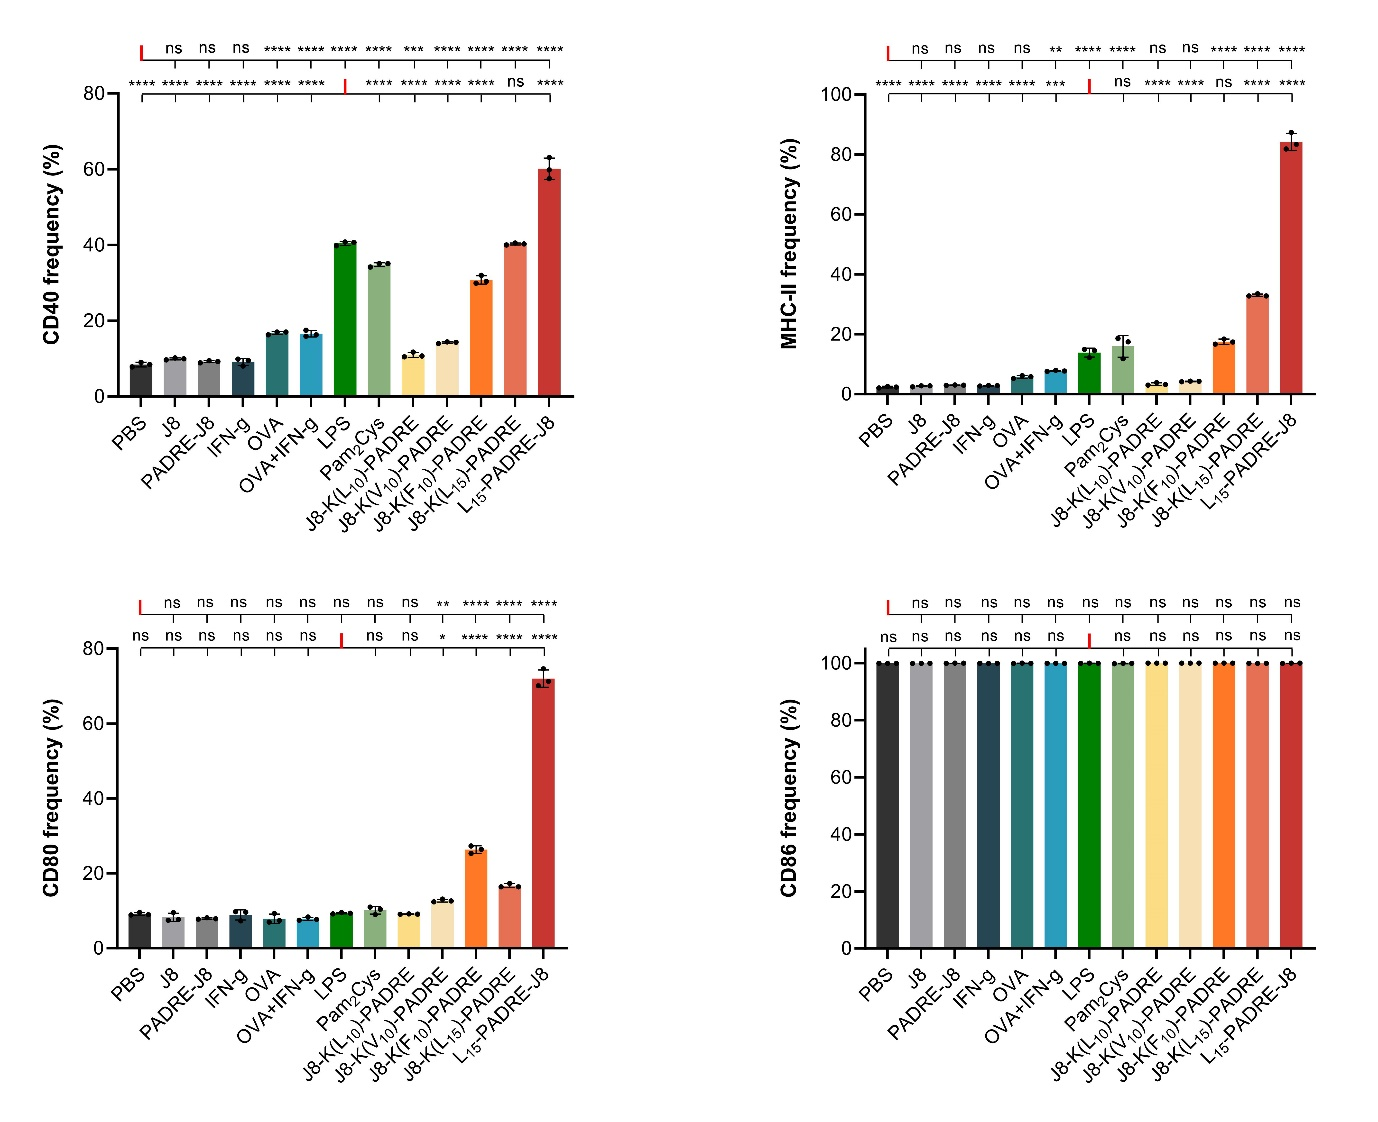 ns ns ns **** **** **** **** *** **** **** **** ****
**** **** **** **** **** **** **** **** **** **** ns ****
80
60
40
20
0
CD40 frequency (%)
PBS
J8
PADRE-J8
IFN-g
OVA
OVA+IFN-g
LPS
Pam₂Cys
J8-K(L₁₀)-PADRE
J8-K(V₁₀)-PADRE
J8-K(F₁₀)-PADRE
J8-K(L₁₅)-PADRE
L₁₅-PADRE-J8
ns ns ns ns ** **** **** ns ns **** **** ****
**** **** **** **** **** *** ns **** **** ns **** ****
100
80
60
40
20
0
MHC-II frequency (%)
PBS
J8
PADRE-J8
IFN-g
OVA
OVA+IFN-g
LPS
Pam₂Cys
J8-K(L₁₀)-PADRE
J8-K(V₁₀)-PADRE
J8-K(F₁₀)-PADRE
J8-K(L₁₅)-PADRE
L₁₅-PADRE-J8
ns ns ns ns ns ns ns ns ** **** **** ****
ns ns ns ns ns ns ns ns * **** **** ****
80
60
40
20
0
CD80 frequency (%)
PBS
J8
PADRE-J8
IFN-g
OVA
OVA+IFN-g
LPS
Pam₂Cys
J8-K(L₁₀)-PADRE
J8-K(V₁₀)-PADRE
J8-K(F₁₀)-PADRE
J8-K(L₁₅)-PADRE
L₁₅-PADRE-J8
ns ns ns ns ns ns ns ns ns ns ns ns
ns ns ns ns ns ns ns ns ns ns ns ns
100
80
60
40
20
0
CD86 frequency (%)
PBS
J8
PADRE-J8
IFN-g
OVA
OVA+IFN-g
LPS
Pam₂Cys
J8-K(L₁₀)-PADRE
J8-K(V₁₀)-PADRE
J8-K(F₁₀)-PADRE
J8-K(L₁₅)-PADRE
L₁₅-PADRE-J8